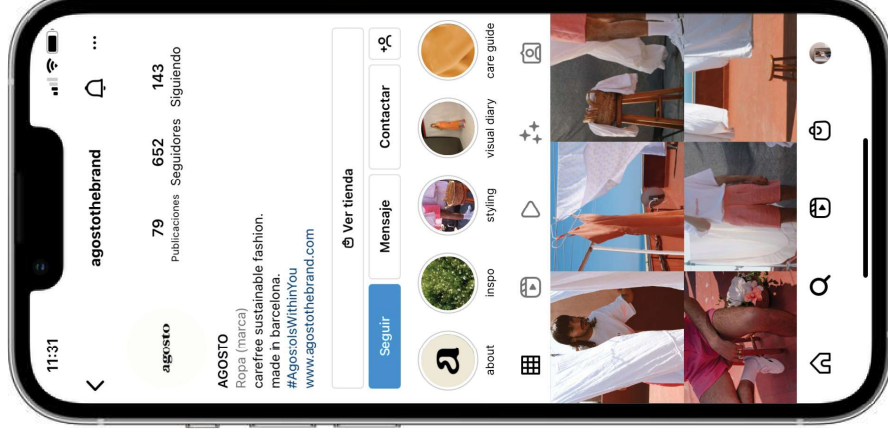 11:31
agostothebrand
agosto
79
Publicaciones
652
Seguidores
143
Siguiendo
AGOSTO
Ropa (marca)
carefree sustainable fashion.
made in barcelona.
#AgostoIsWithinYou
www.agostothebrand.com
Ver tienda
Seguir
Mensaje
Contactar
a
about
inspo
styling
visual diary
care guide